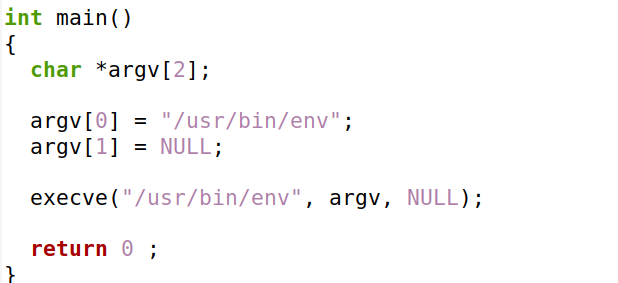 int main()
{
  char *argv[2];

  argv[0] = "/usr/bin/env";
  argv[1] = NULL;

  execve("/usr/bin/env", argv, NULL);

  return 0 ;
}